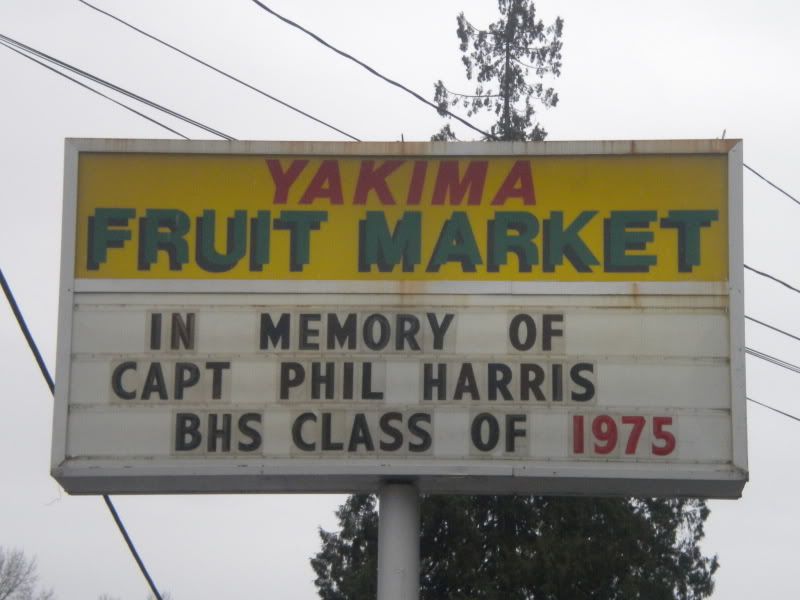 YAKIMA
FRUIT MARKET
IN MEMORY OF
CAPT PHIL HARRIS
BHS CLASS OF 1975